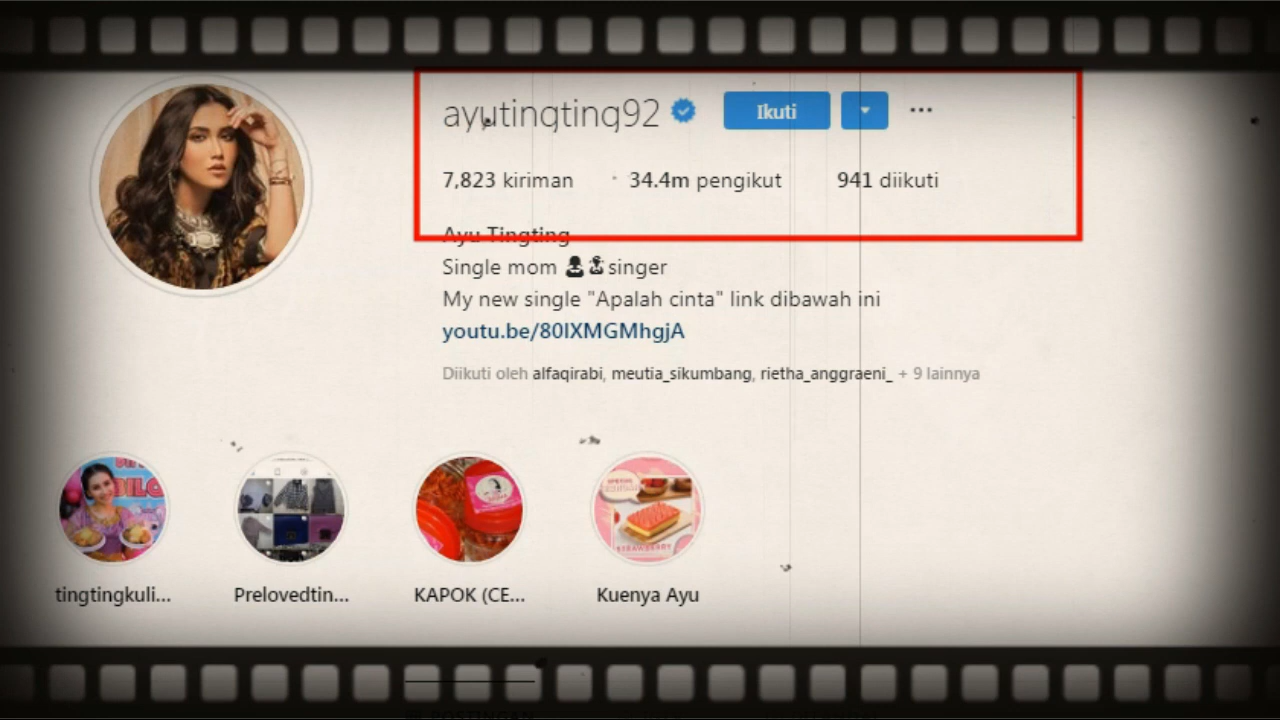 ayutingting92
Ikuti
7,823 kiriman 34.4m pengikut 941 diikuti
Ayu Tingting
Single mom singer
My new single "Apalah cinta" link dibawah ini
youtu.be/80lXMGMhgjA
Diikuti oleh alfaqirabi, meutia_sikumbang, rietha_anggraeni_ + 9 lainnya
tingtingkuli... Prelovedtin... KAPOK (CE... Kuenya Ayu
STRAWBERRY